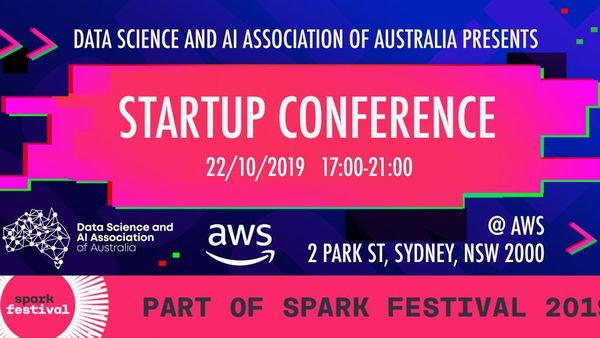 DATA SCIENCE AND AI ASSOCIATION OF AUSTRALIA PRESENTS
STARTUP CONFERENCE
22/10/2019 17:00-21:00
Data Science and
AI Association
of Australia
aws
@ AWS
2 PARK ST, SYDNEY, NSW 2000
spark
festival
PART OF SPARK FESTIVAL 2019